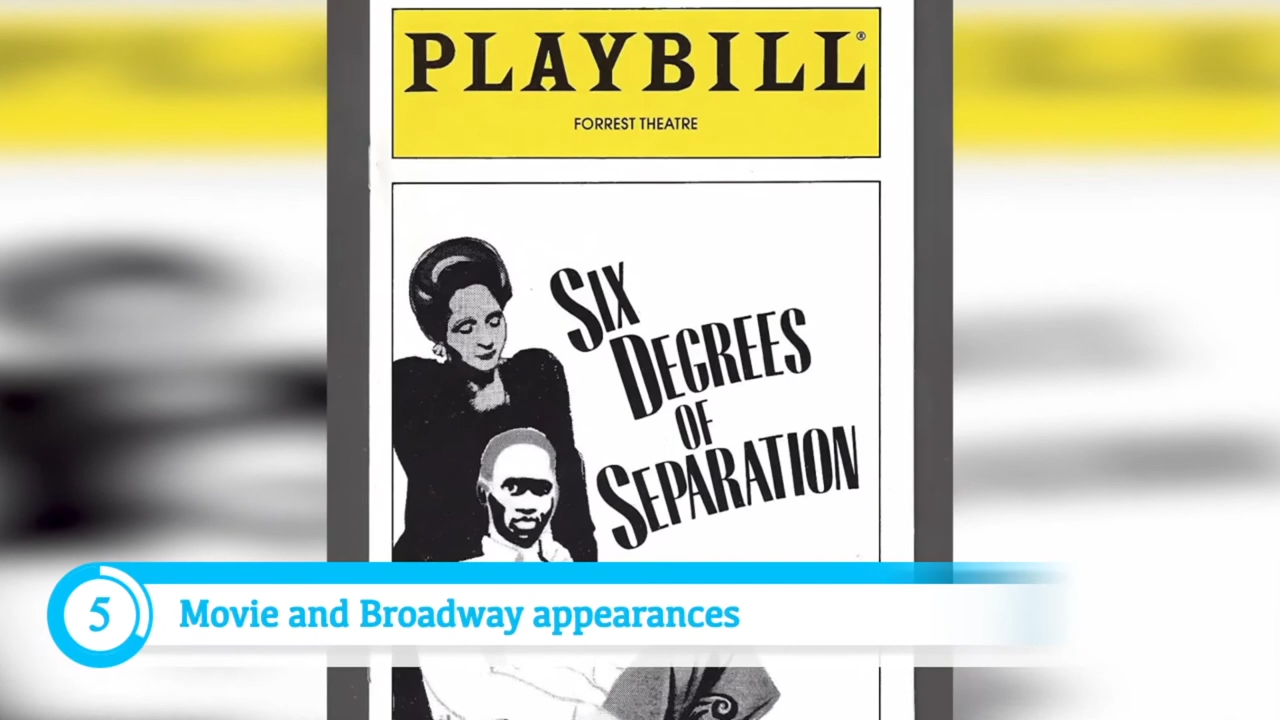 PLAYBILL®
FORREST THEATRE
SIX
DEGREES
OF
SEPARATION
5
Movie and Broadway appearances